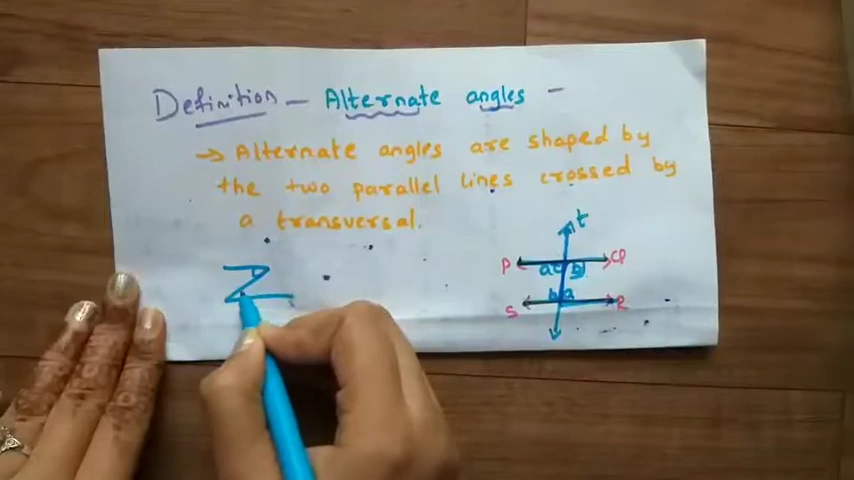 Definition - Alternate angles -
→ Alternate angles are shaped by
the two parallel lines crossed by
a transversal.
t
P
a
b
b
a
S
R
Z